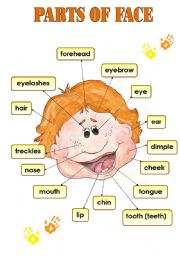 PARTS OF FACE
forehead
eyelashes
eyebrow
eye
hair
ear
freckles
dimple
nose
cheek
mouth
tongue
chin
lip
tooth (teeth)